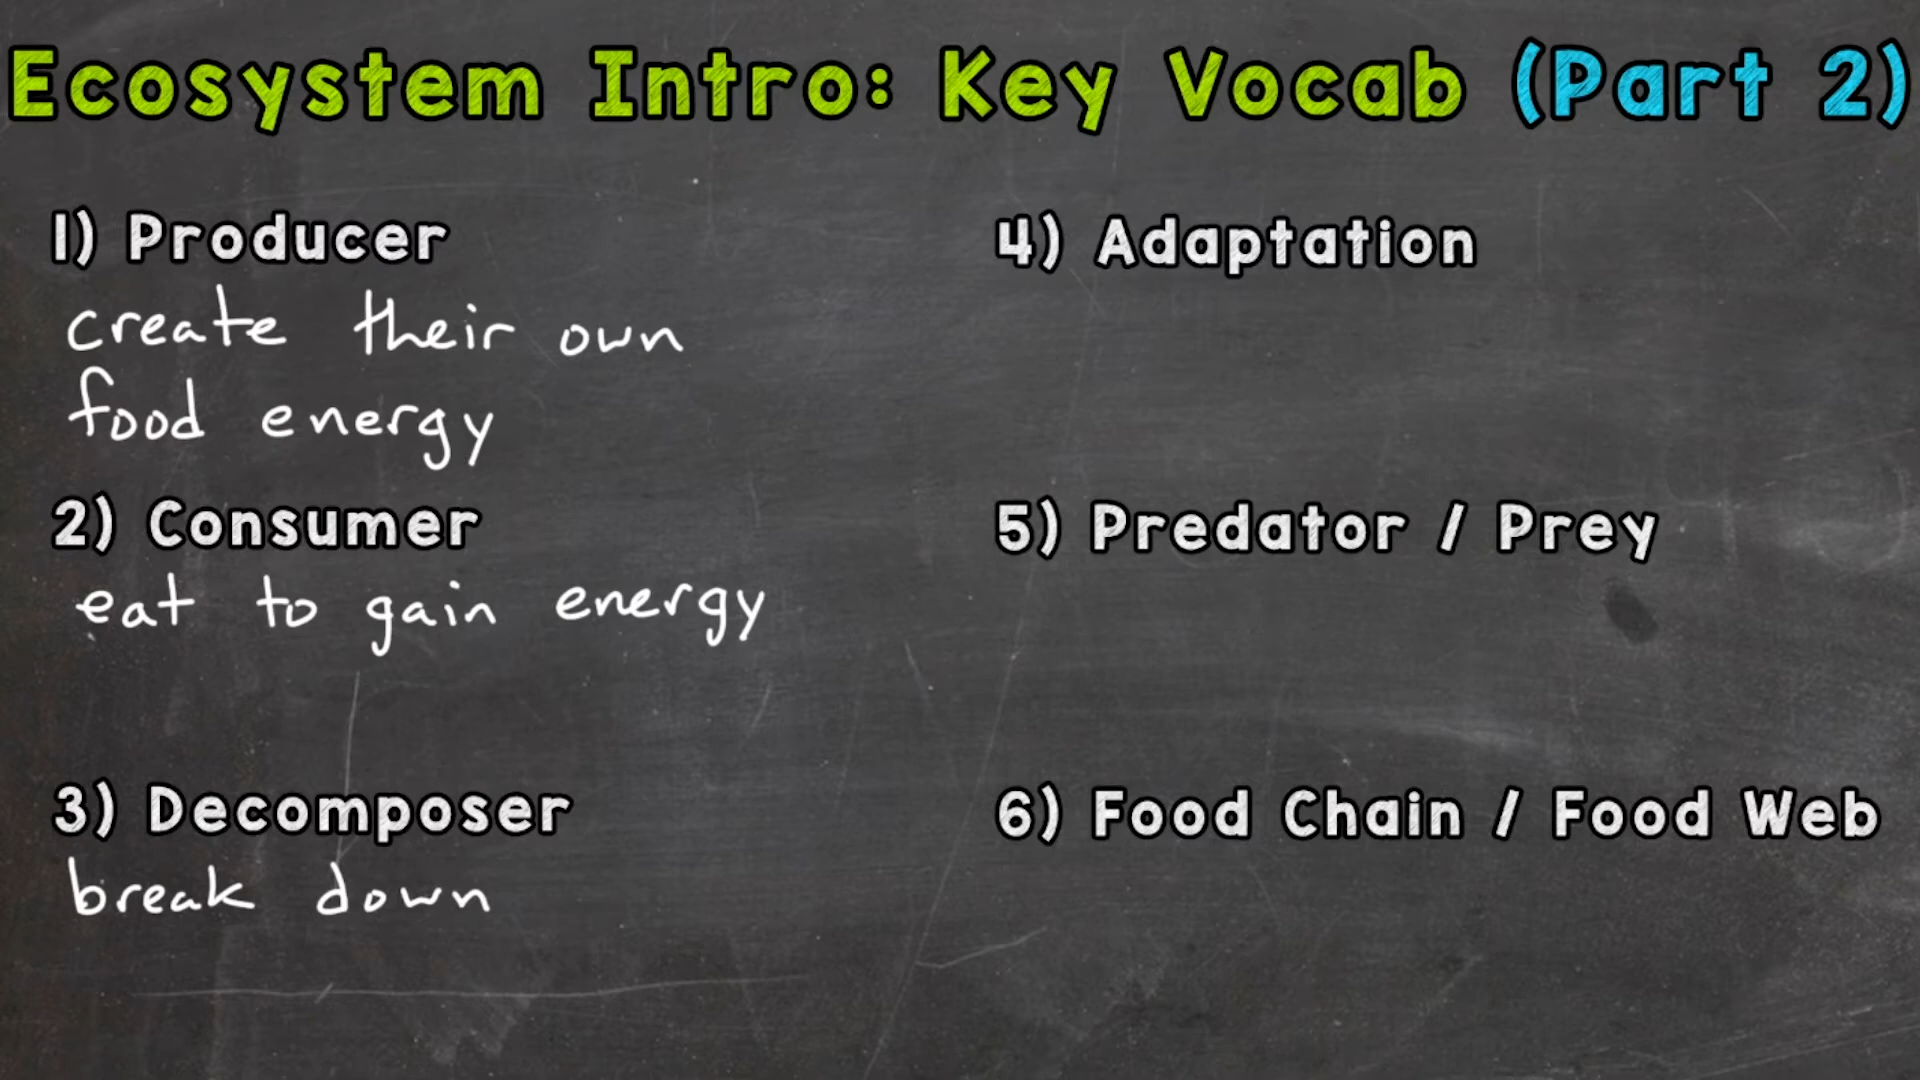 Ecosystem Intro: Key Vocab (Part 2)
1) Producer
create their own
food energy
2) Consumer
eat to gain energy
3) Decomposer
break down
4) Adaptation
5) Predator / Prey
6) Food Chain / Food Web